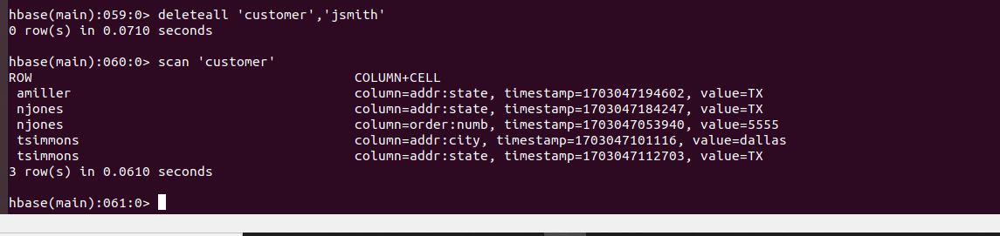 hbase(main):059:0> deleteall 'customer','jsmith'
0 row(s) in 0.0710 seconds
hbase(main):060:0> scan 'customer'
ROW COLUMN+CELL
amiller column=addr:state, timestamp=1703047194602, value=TX
njones column=addr:state, timestamp=1703047184247, value=TX
njones column=order:numb, timestamp=1703047053940, value=5555
tsimmons column=addr:city, timestamp=1703047101116, value=dallas
tsimmons column=addr:state, timestamp=1703047112703, value=TX
3 row(s) in 0.0610 seconds
hbase(main):061:0>